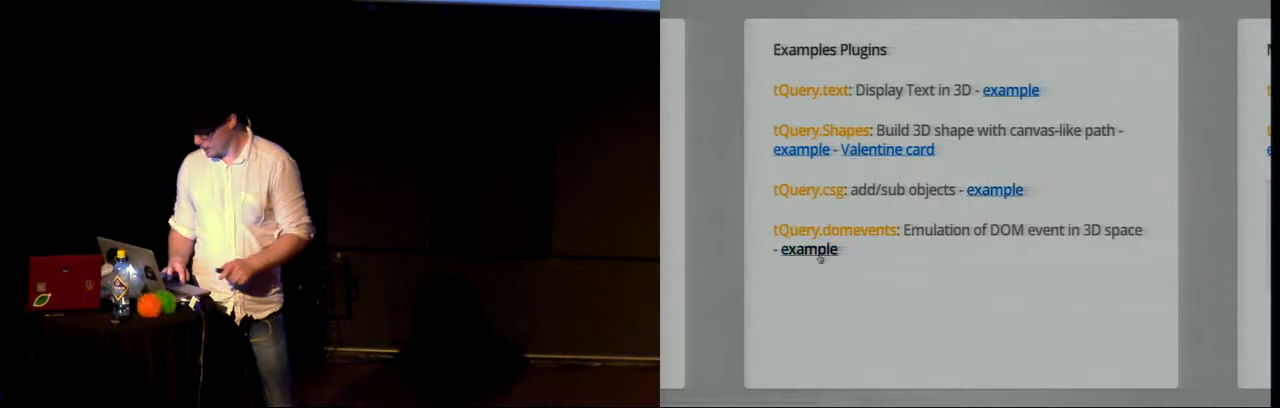 Examples Plugins
tQuery.text: Display Text in 3D - example
tQuery.Shapes: Build 3D shape with canvas-like path -
example - Valentine card
tQuery.csg: add/sub objects - example
tQuery.domevents: Emulation of DOM event in 3D space
- example